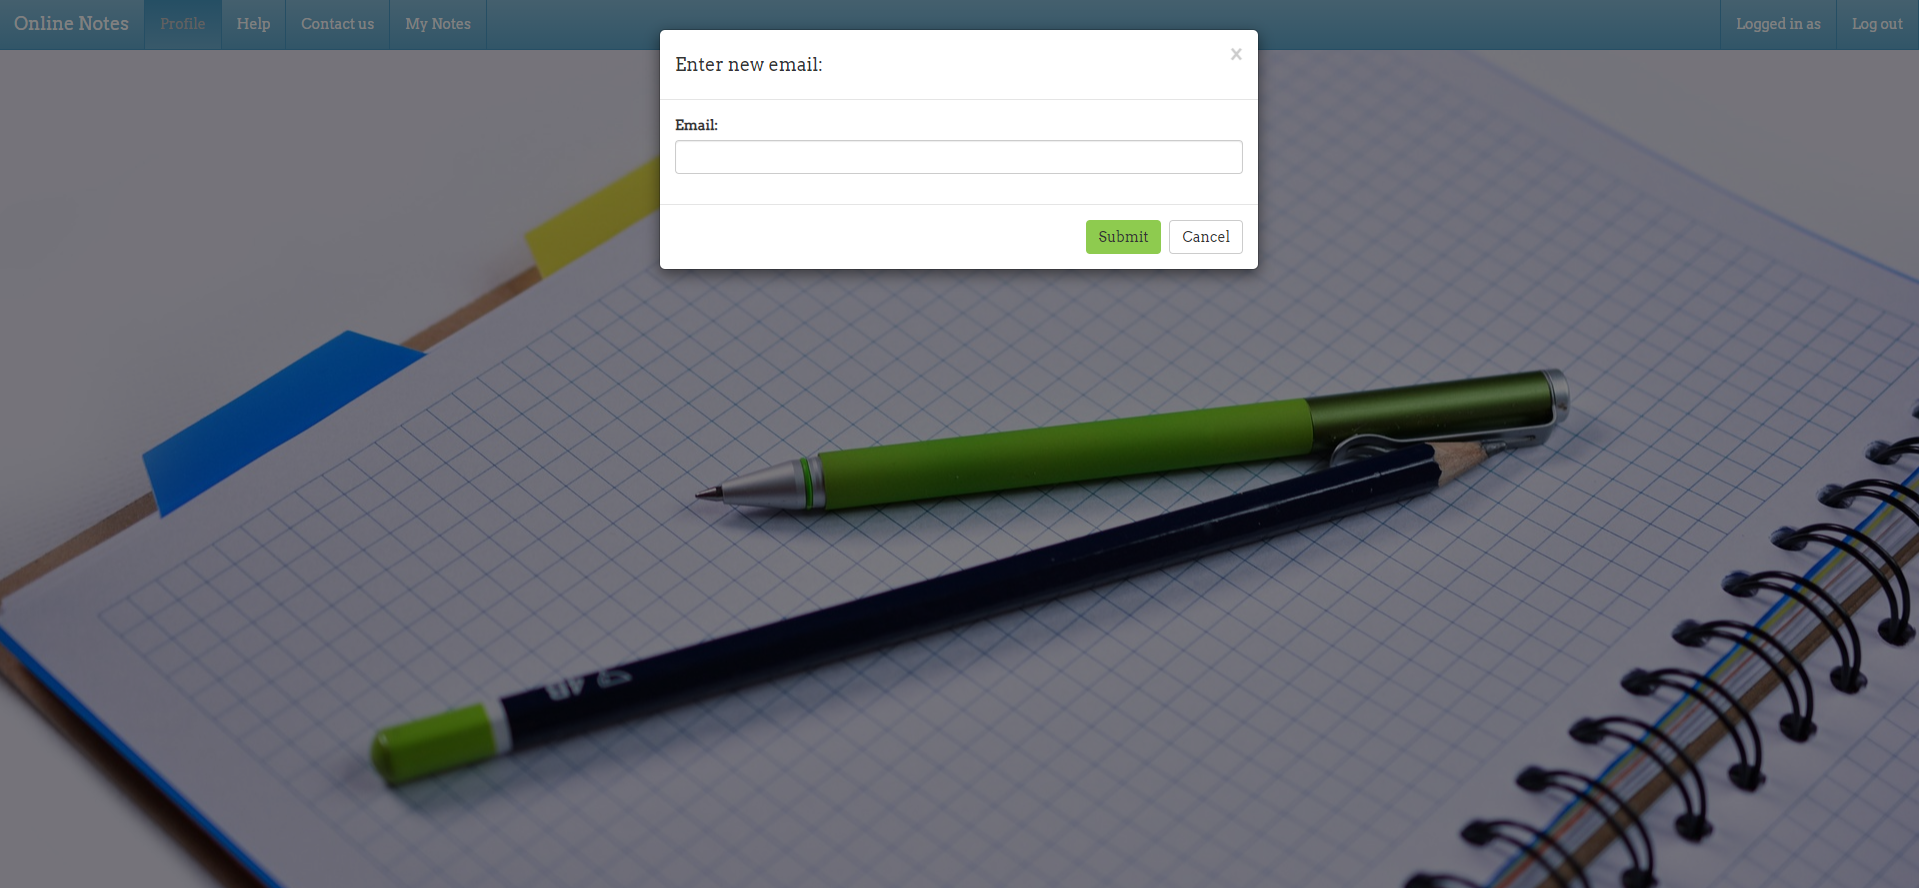 Online Notes Profile Help Contact us My Notes Logged in as Log out
Enter new email: ×
Email:
Submit Cancel
4B